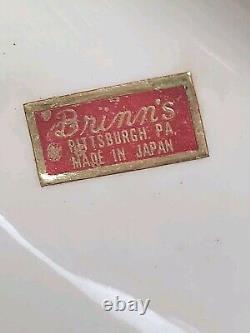 Brinn's
PITTSBURGH PA.
MADE IN JAPAN
ebay